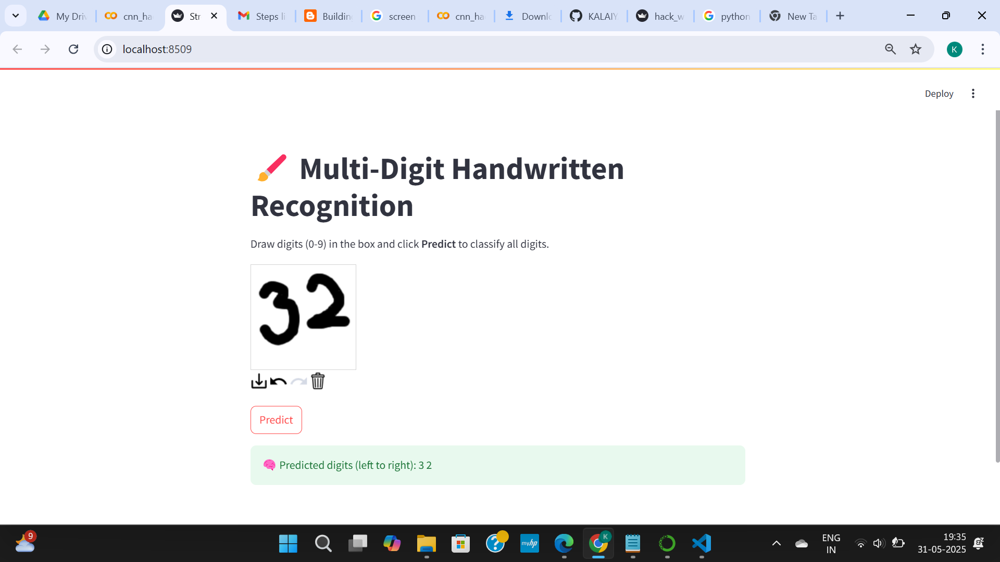 My Driv
cnn_ha
Str
Steps li
Building
screen
cnn_ha
Downlo
KALAIY
hack_w
python
New Ta
localhost:8509
K
Deploy
Multi-Digit Handwritten
Recognition
Draw digits (0-9) in the box and click Predict to classify all digits.
32
Predict
Predicted digits (left to right): 3 2
9
myhp
K
ENG
IN
19:35
31-05-2025